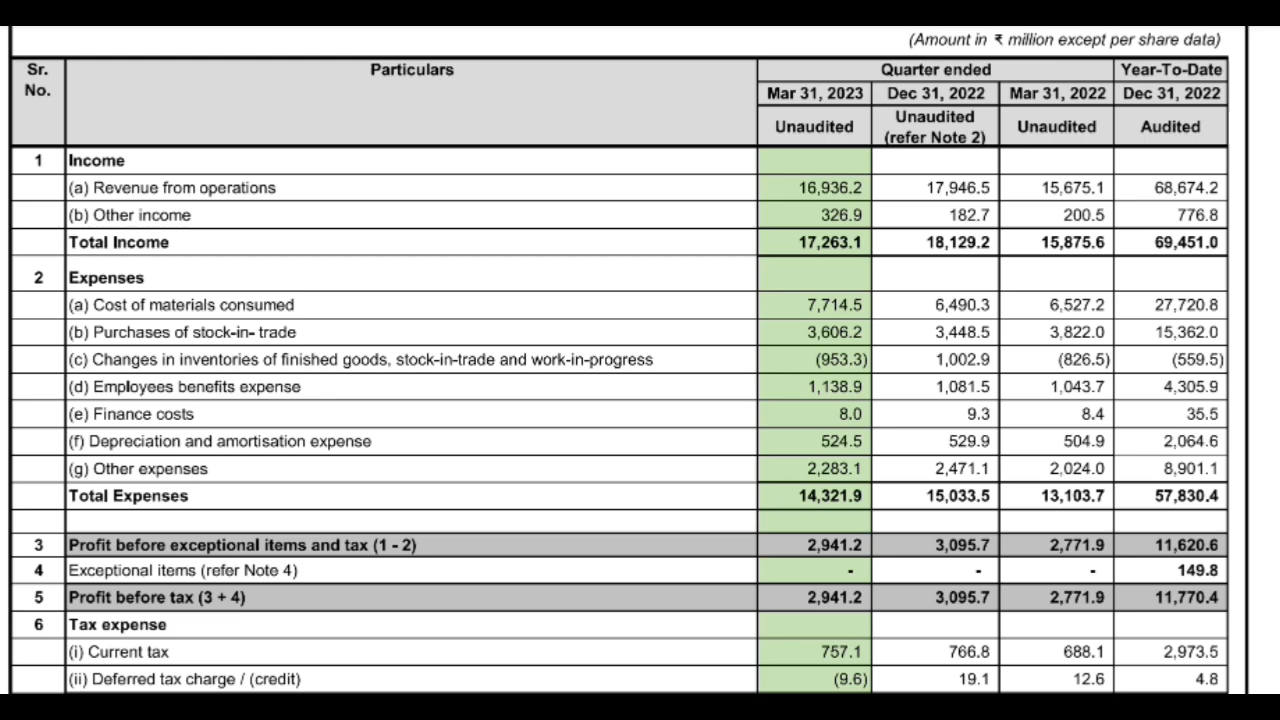 (Amount in ₹ million except per share data)
Sr. No. Particulars Quarter ended Year-To-Date
Mar 31, 2023 Dec 31, 2022 Mar 31, 2022 Dec 31, 2022
Unaudited Unaudited (refer Note 2) Unaudited Audited
1 Income
(a) Revenue from operations 16,936.2 17,946.5 15,675.1 68,674.2
(b) Other income 326.9 182.7 200.5 776.8
Total Income 17,263.1 18,129.2 15,875.6 69,451.0
2 Expenses
(a) Cost of materials consumed 7,714.5 6,490.3 6,527.2 27,720.8
(b) Purchases of stock-in- trade 3,606.2 3,448.5 3,822.0 15,362.0
(c) Changes in inventories of finished goods, stock-in-trade and work-in-progress (953.3) 1,002.9 (826.5) (559.5)
(d) Employees benefits expense 1,138.9 1,081.5 1,043.7 4,305.9
(e) Finance costs 8.0 9.3 8.4 35.5
(f) Depreciation and amortisation expense 524.5 529.9 504.9 2,064.6
(g) Other expenses 2,283.1 2,471.1 2,024.0 8,901.1
Total Expenses 14,321.9 15,033.5 13,103.7 57,830.4
3 Profit before exceptional items and tax (1 - 2) 2,941.2 3,095.7 2,771.9 11,620.6
4 Exceptional items (refer Note 4) - - - 149.8
5 Profit before tax (3 + 4) 2,941.2 3,095.7 2,771.9 11,770.4
6 Tax expense
(i) Current tax 757.1 766.8 688.1 2,973.5
(ii) Deferred tax charge / (credit) (9.6) 19.1 12.6 4.8